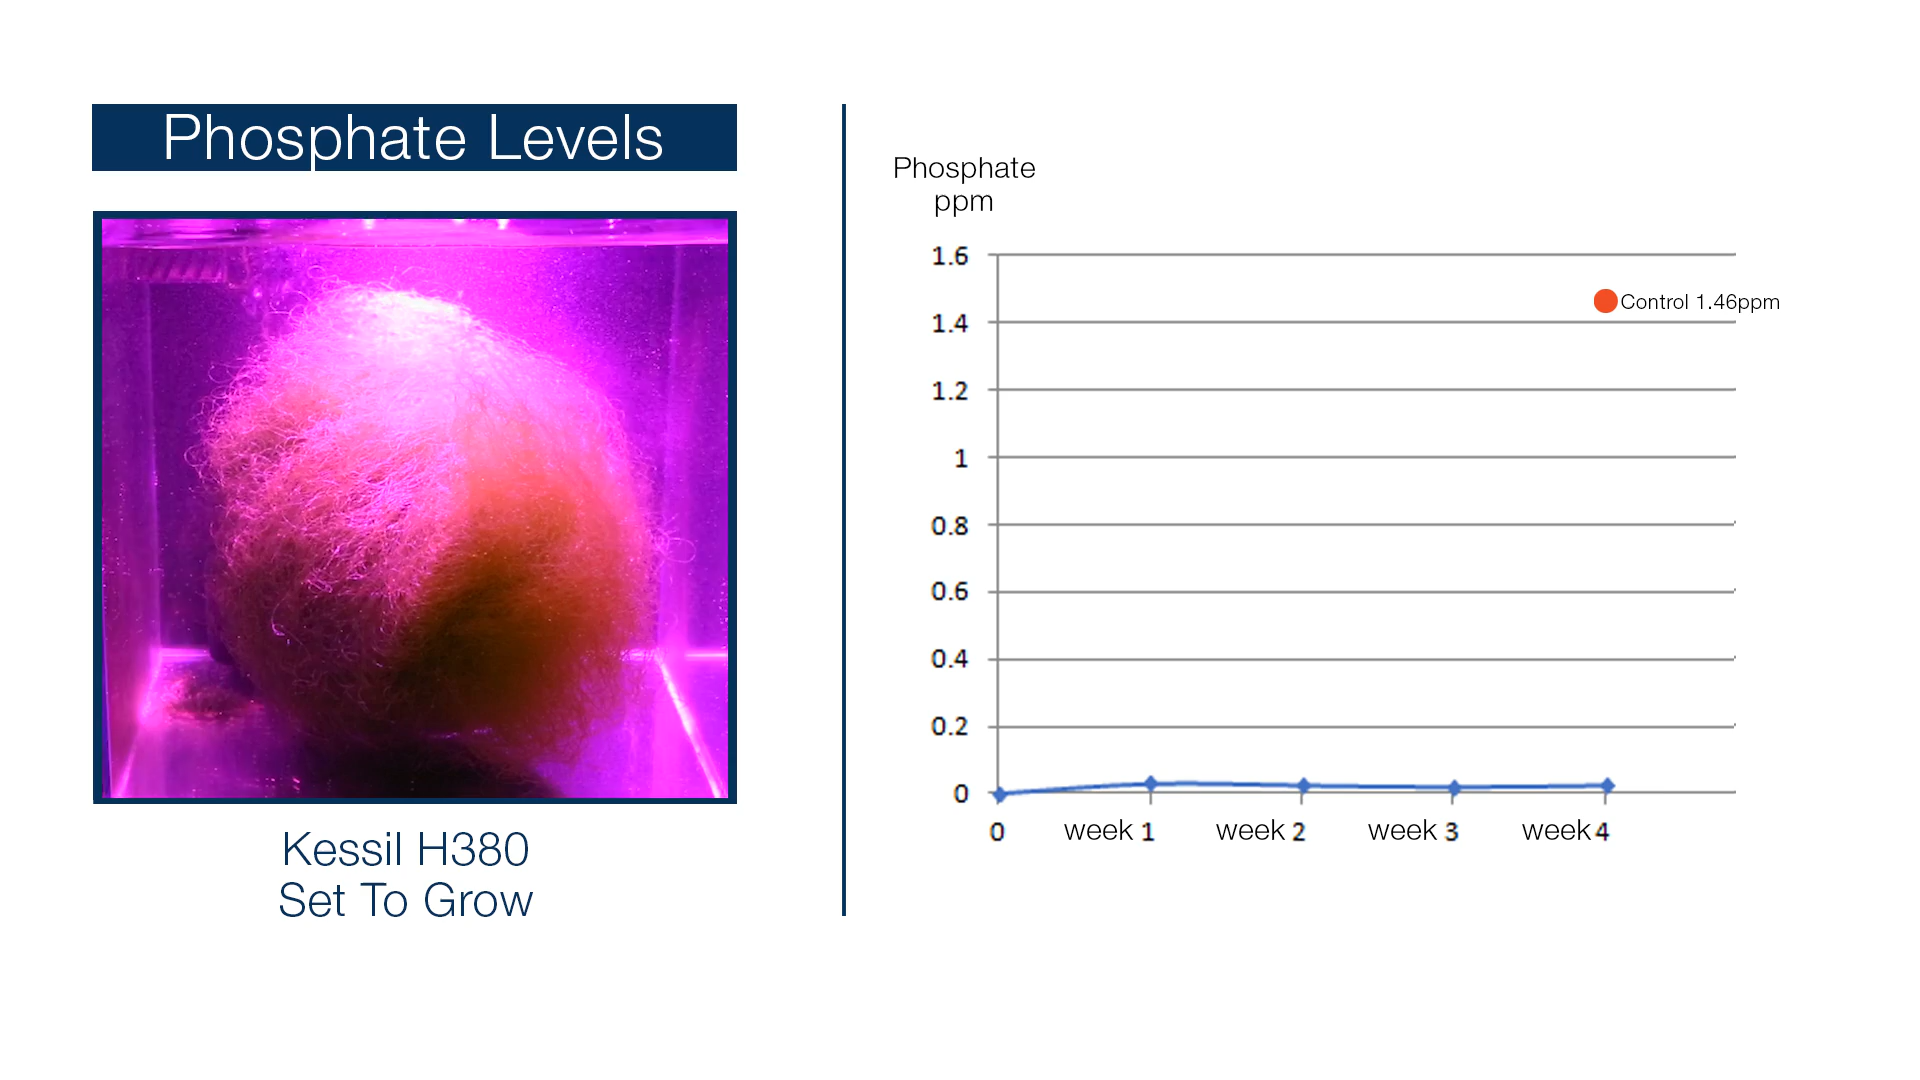 Phosphate Levels
Kessil H380
Set To Grow
Phosphate
ppm
1.6
1.4
1.2
1
0.8
0.6
0.4
0.2
0
Control 1.46ppm
0 week 1 week 2 week 3 week 4